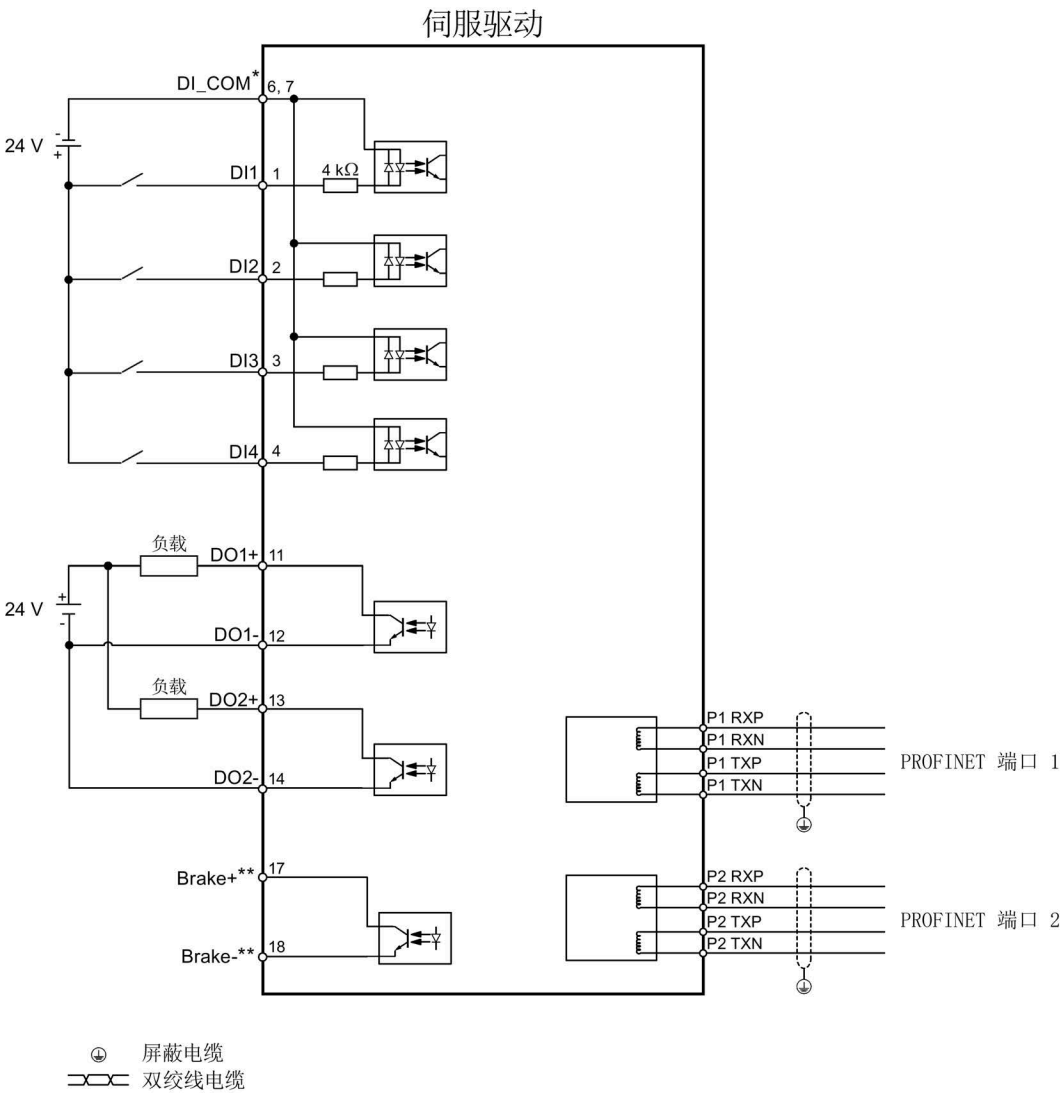 伺服驱动
DI_COM*
6, 7
24 V
-
+
DI1
1
4 kΩ
DI2
2
DI3
3
DI4
4
负载
DO1+
11
24 V
+
-
DO1-
12
负载
DO2+
13
DO2-
14
P1 RXP
P1 RXN
P1 TXP
P1 TXN
PROFINET 端口 1
Brake+**
17
Brake-**
18
P2 RXP
P2 RXN
P2 TXP
P2 TXN
PROFINET 端口 2
屏蔽电缆
双绞线电缆